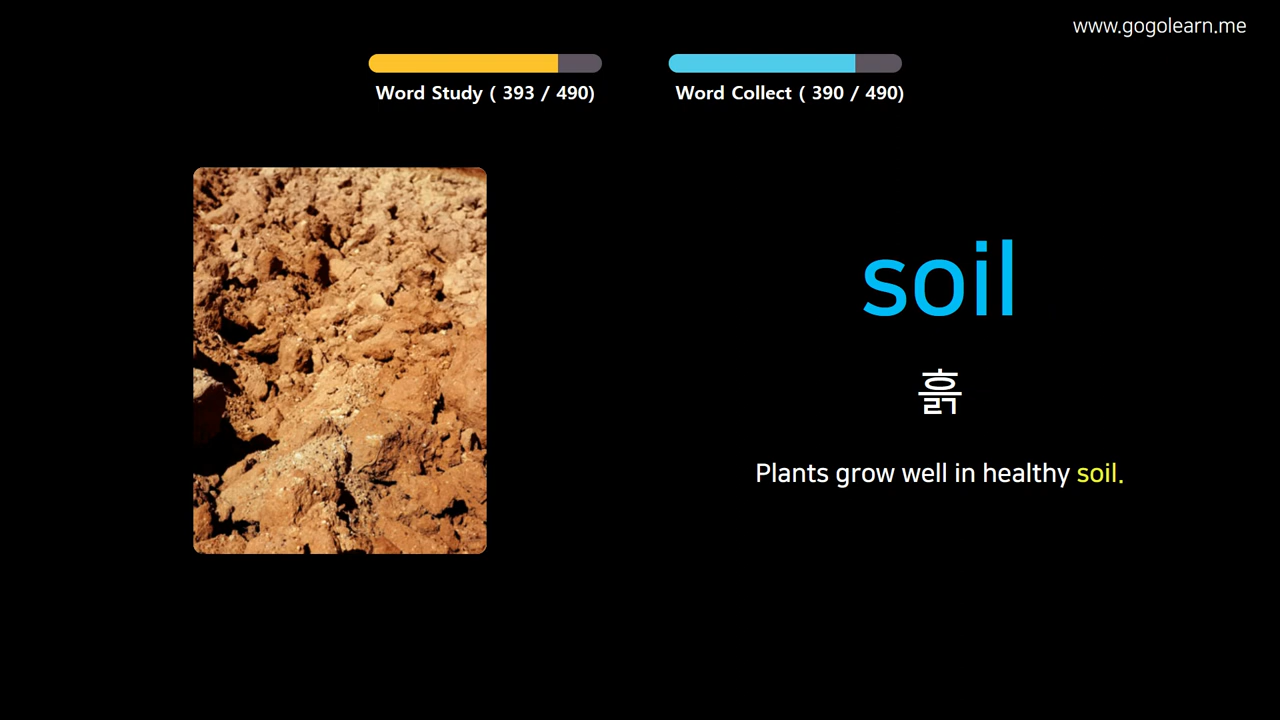 www.gogolearn.me
Word Study ( 393 / 490)
Word Collect ( 390 / 490)
soil
흙
Plants grow well in healthy soil.